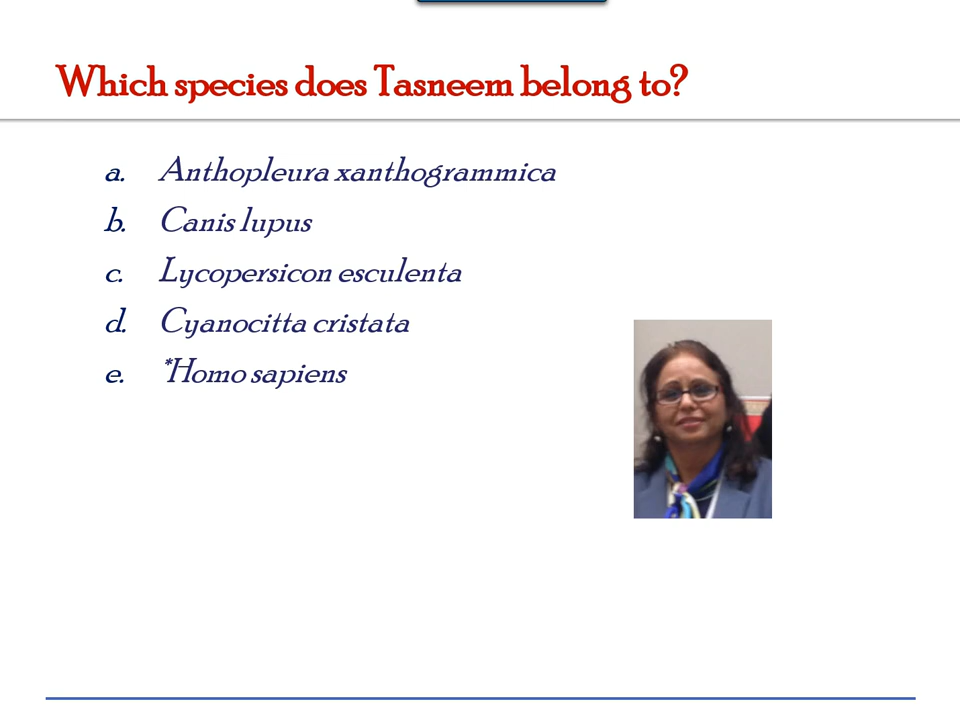 Which species does Tasneem belong to?
a. Anthopleura xanthogrammica
b. Canis lupus
c. Lycopersicon esculenta
d. Cyanocitta cristata
e. *Homo sapiens